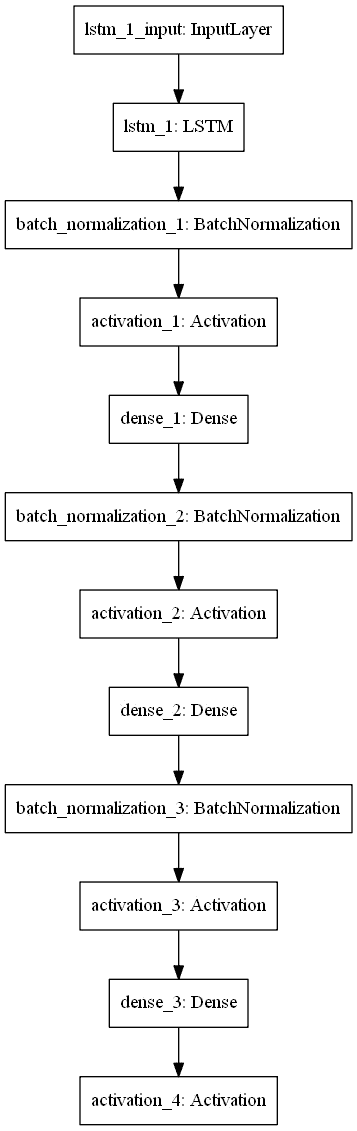 lstm_1_input: InputLayer
lstm_1: LSTM
batch_normalization_1: BatchNormalization
activation_1: Activation
dense_1: Dense
batch_normalization_2: BatchNormalization
activation_2: Activation
dense_2: Dense
batch_normalization_3: BatchNormalization
activation_3: Activation
dense_3: Dense
activation_4: Activation